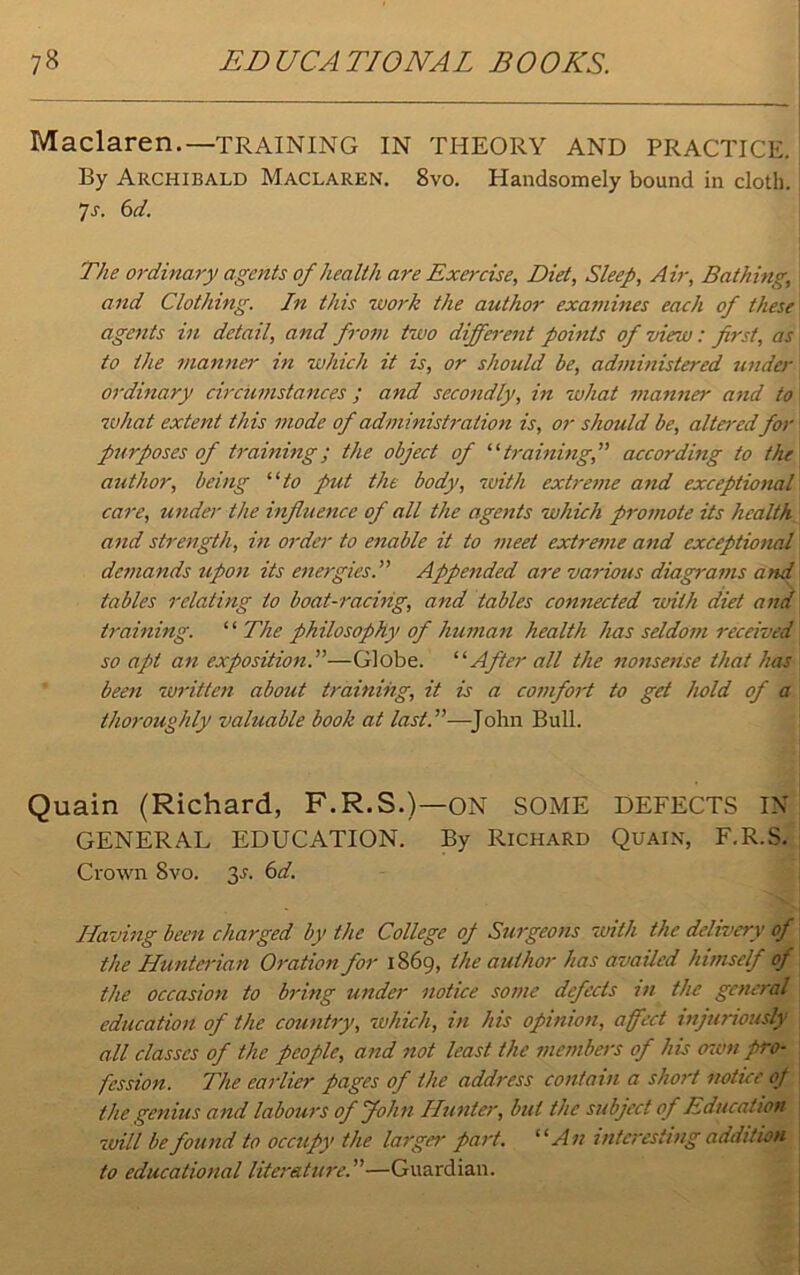 78 EDUCATIONAL BOOKS.
Maclaren.—TRAINING IN THEORY AND PRACTICE.
By Archibald Maclaren. 8vo. Handsomely bound in cloth.
7s. 6d.
The ordinary agents of health are Exercise, Diet, Sleep, Air, Bathing,
and Clothing. In this work the author examines each of these
agents in detail, and from two different points of view: first, as
to the manner in which it is, or should be, administered under
ordinary circumstances; and secondly, in what manner and to
what extent this mode of administration is, or should be, altered for
purposes of training; the object of “training,” according to the
author, being “to put the body, with extreme and exceptional
care, under the influence of all the agents which promote its health
and strength, in order to enable it to meet extreme and exceptional
demands upon its energies.” Appended are various diagrams and
tables relating to boat-racing, and tables connected with diet and
training. “The philosophy of human health has seldom received
so apt an exposition.”—Globe. “After all the nonsense that has
been written about training, it is a comfort to get hold of a
thoroughly valuable book at last.”—John Bull.
Quain (Richard, F.R.S.)—ON SOME DEFECTS IN
GENERAL EDUCATION. By Richard Quain, F.R.S.
Crown 8vo. 3s. 6d.
Having been charged by the College of Surgeons with the delivery of
the Hunterian Oration for 1869, the author has availed himself of
the occasion to bring under notice some defects in the general
education of the country, which, in his opinion, affect injuriously
all classes of the people, and not least the members of his own pro-
fession. The earlier pages of the address contain a short notice of
the genius and labours of John Hunter, but the subject of Education
will be found to occupy the larger part. “An interesting addition
to educational literature.”—Guardian.